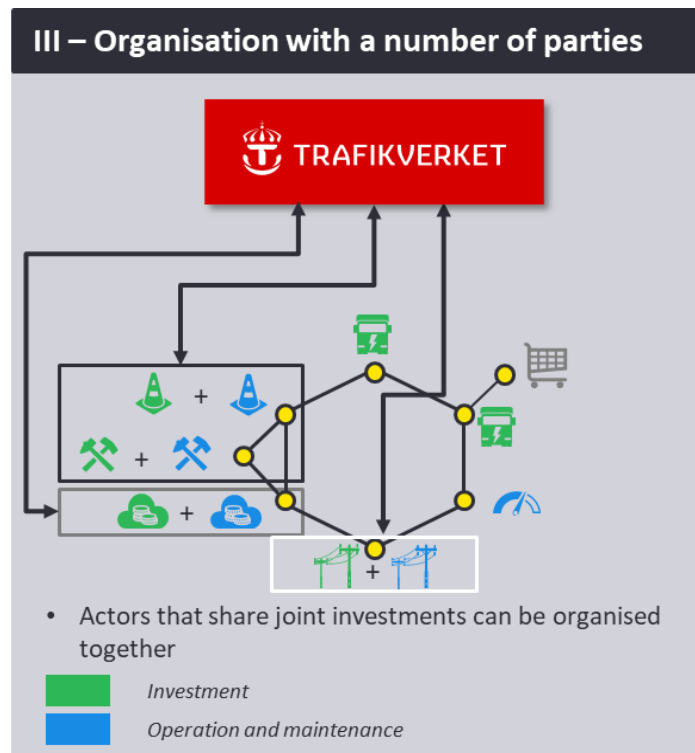 III – Organisation with a number of parties
TRAFIKVERKET
+
+
+
+
• Actors that share joint investments can be organised
together
Investment
Operation and maintenance